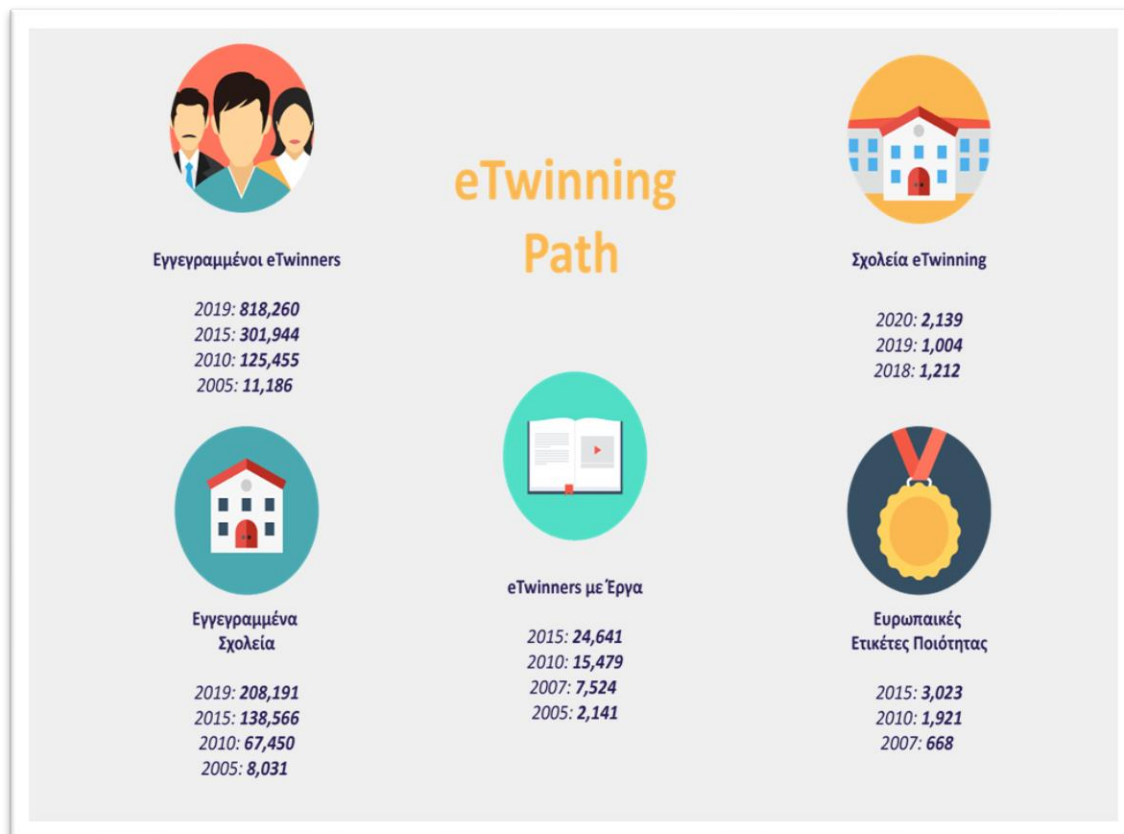 eTwinning
Path
Εγγεγραμμένοι eTwinners
2019: 818,260
2015: 301,944
2010: 125,455
2005: 11,186
Σχολεία eTwinning
2020: 2,139
2019: 1,004
2018: 1,212
Εγγεγραμμένα
Σχολεία
2019: 208,191
2015: 138,566
2010: 67,450
2005: 8,031
eTwinners με Έργα
2015: 24,641
2010: 15,479
2007: 7,524
2005: 2,141
Ευρωπαικές
Ετικέτες Ποιότητας
2015: 3,023
2010: 1,921
2007: 668